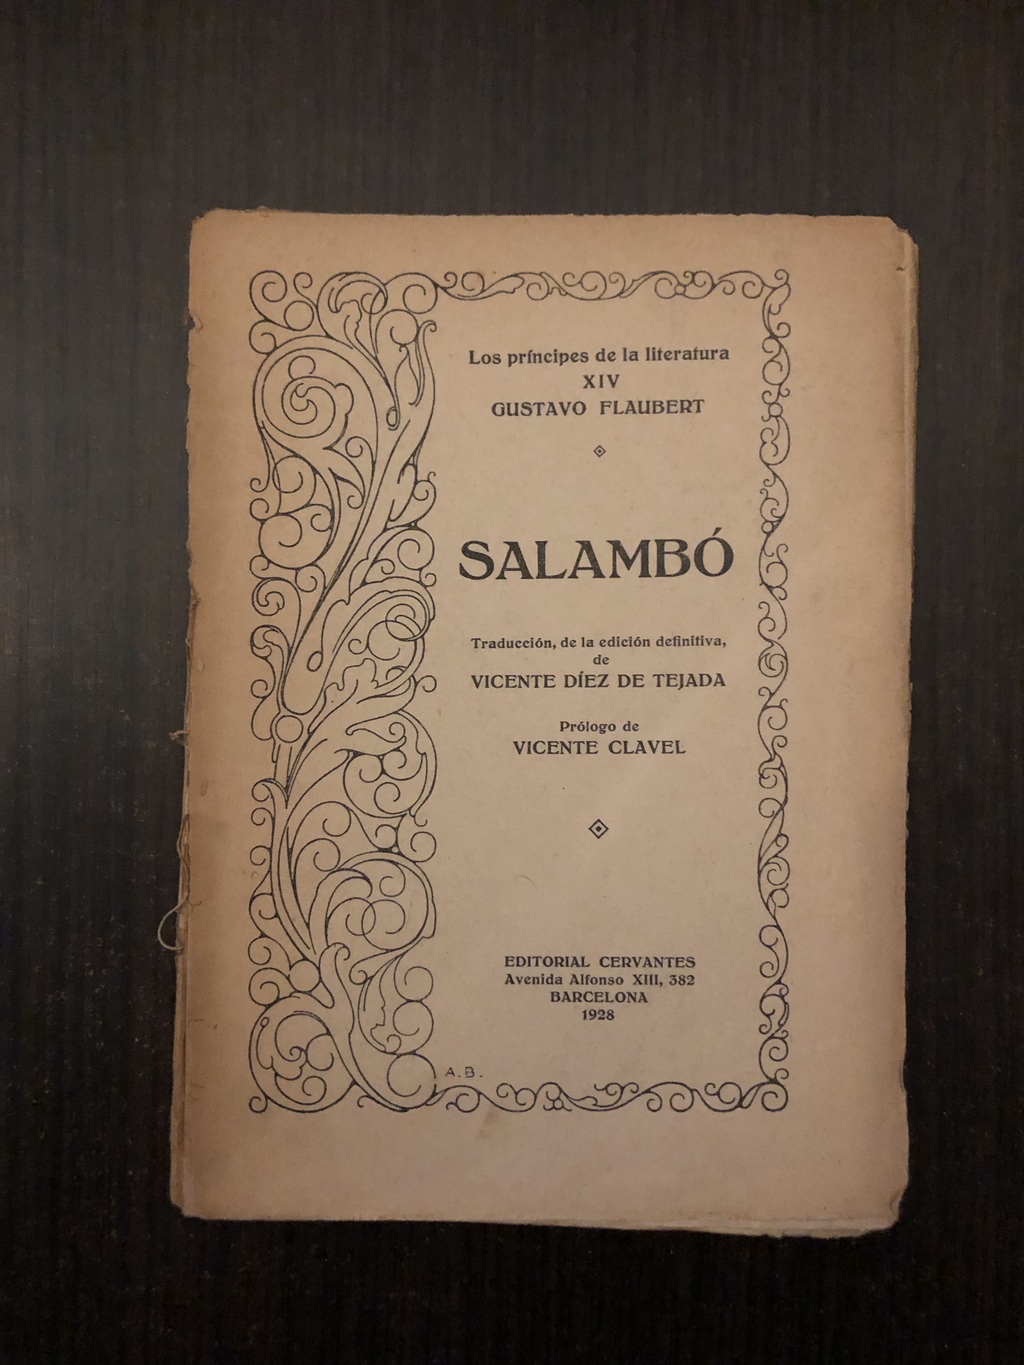 Los príncipes de la literatura
XIV
GUSTAVO FLAUBERT
SALAMBÓ
Traducción, de la edición definitiva,
de
VICENTE DÍEZ DE TEJADA
Prólogo de
VICENTE CLAVEL
EDITORIAL CERVANTES
Avenida Alfonso XIII, 382
BARCELONA
1928
A.B.